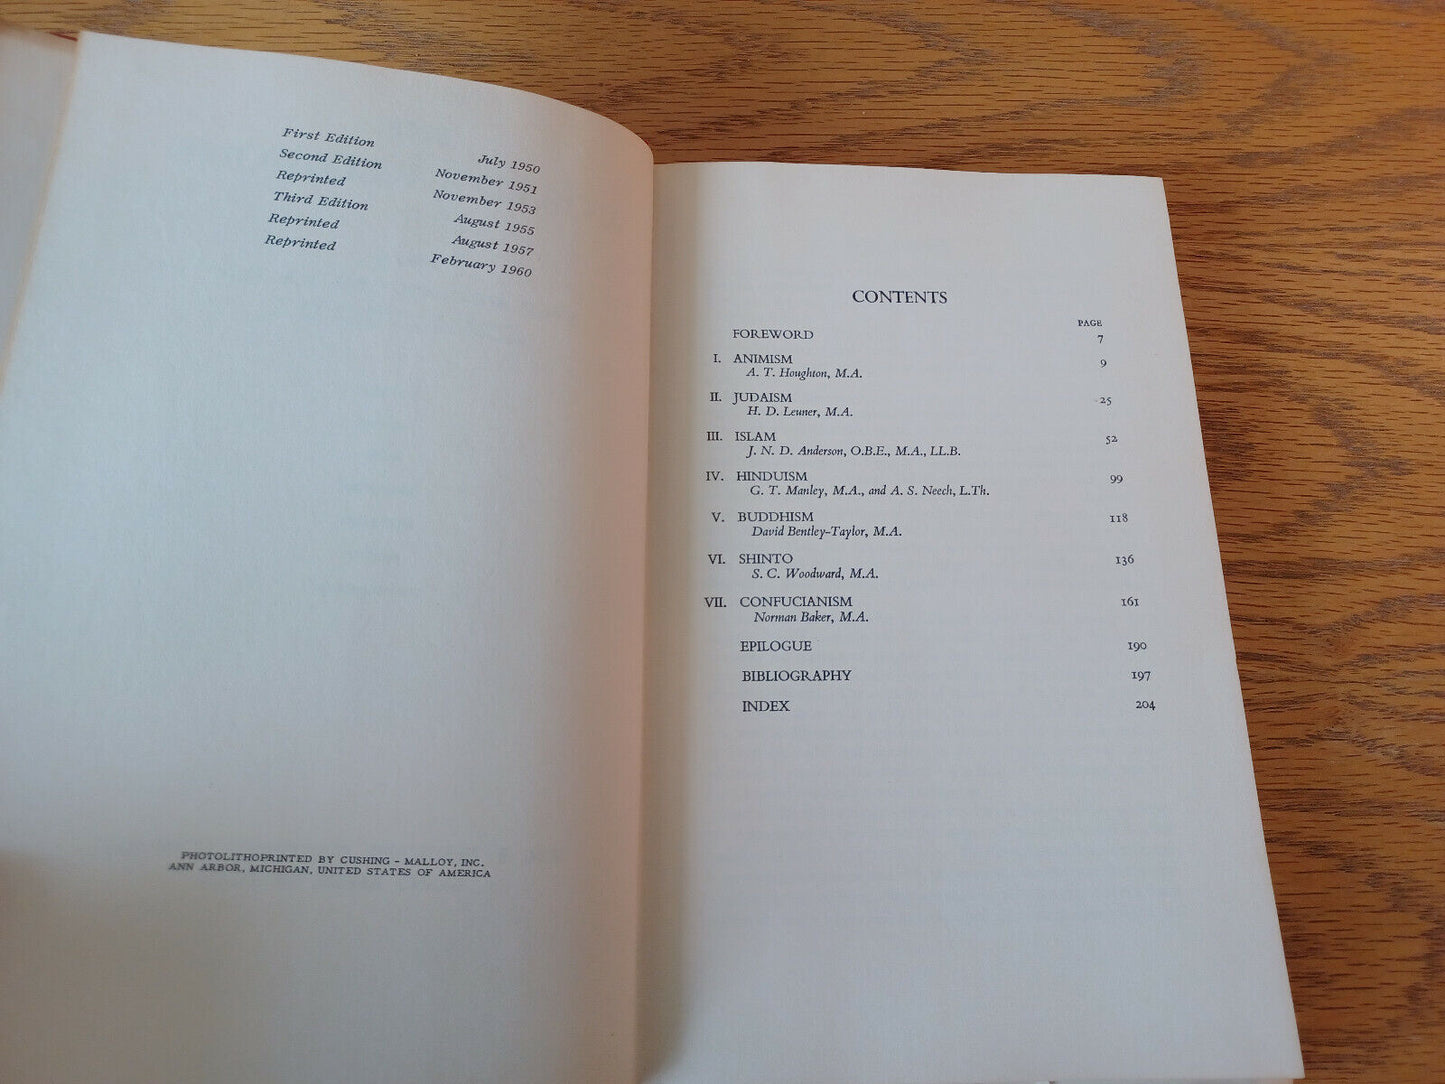 First Edition July 1950
Second Edition November 1951
Reprinted November 1953
Third Edition August 1955
Reprinted August 1957
Reprinted February 1960
PHOTOLITHOPRINTED BY CUSHING - MALLOY, INC.
ANN ARBOR, MICHIGAN, UNITED STATES OF AMERICA
CONTENTS
PAGE
FOREWORD 7
I. ANIMISM 9
A. T. Houghton, M.A.
II. JUDAISM 25
H. D. Leuner, M.A.
III. ISLAM 52
J. N. D. Anderson, O.B.E., M.A., LL.B.
IV. HINDUISM 99
G. T. Manley, M.A., and A. S. Neech, L.Th.
V. BUDDHISM 118
David Bentley-Taylor, M.A.
VI. SHINTO 136
S. C. Woodward, M.A.
VII. CONFUCIANISM 161
Norman Baker, M.A.
EPILOGUE 190
BIBLIOGRAPHY 197
INDEX 204